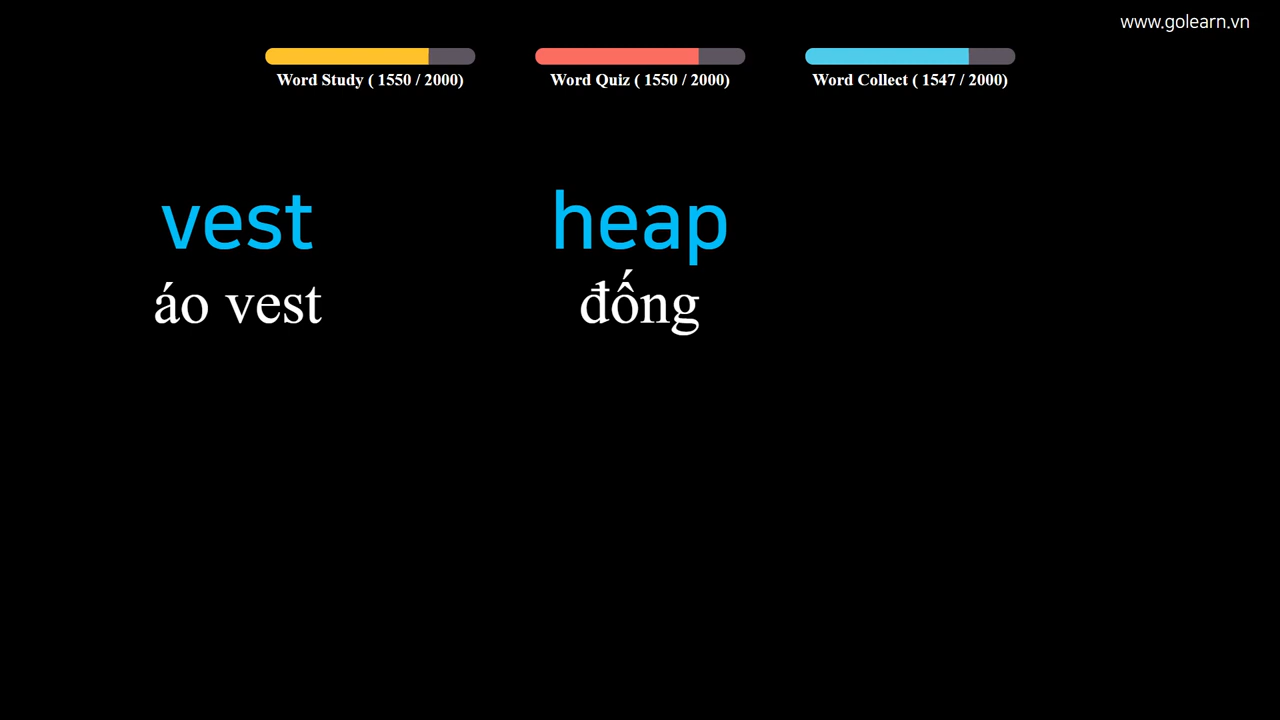 www.golearn.vn
Word Study ( 1550 / 2000)
Word Quiz ( 1550 / 2000)
Word Collect ( 1547 / 2000)
vest
áo vest
heap
đống